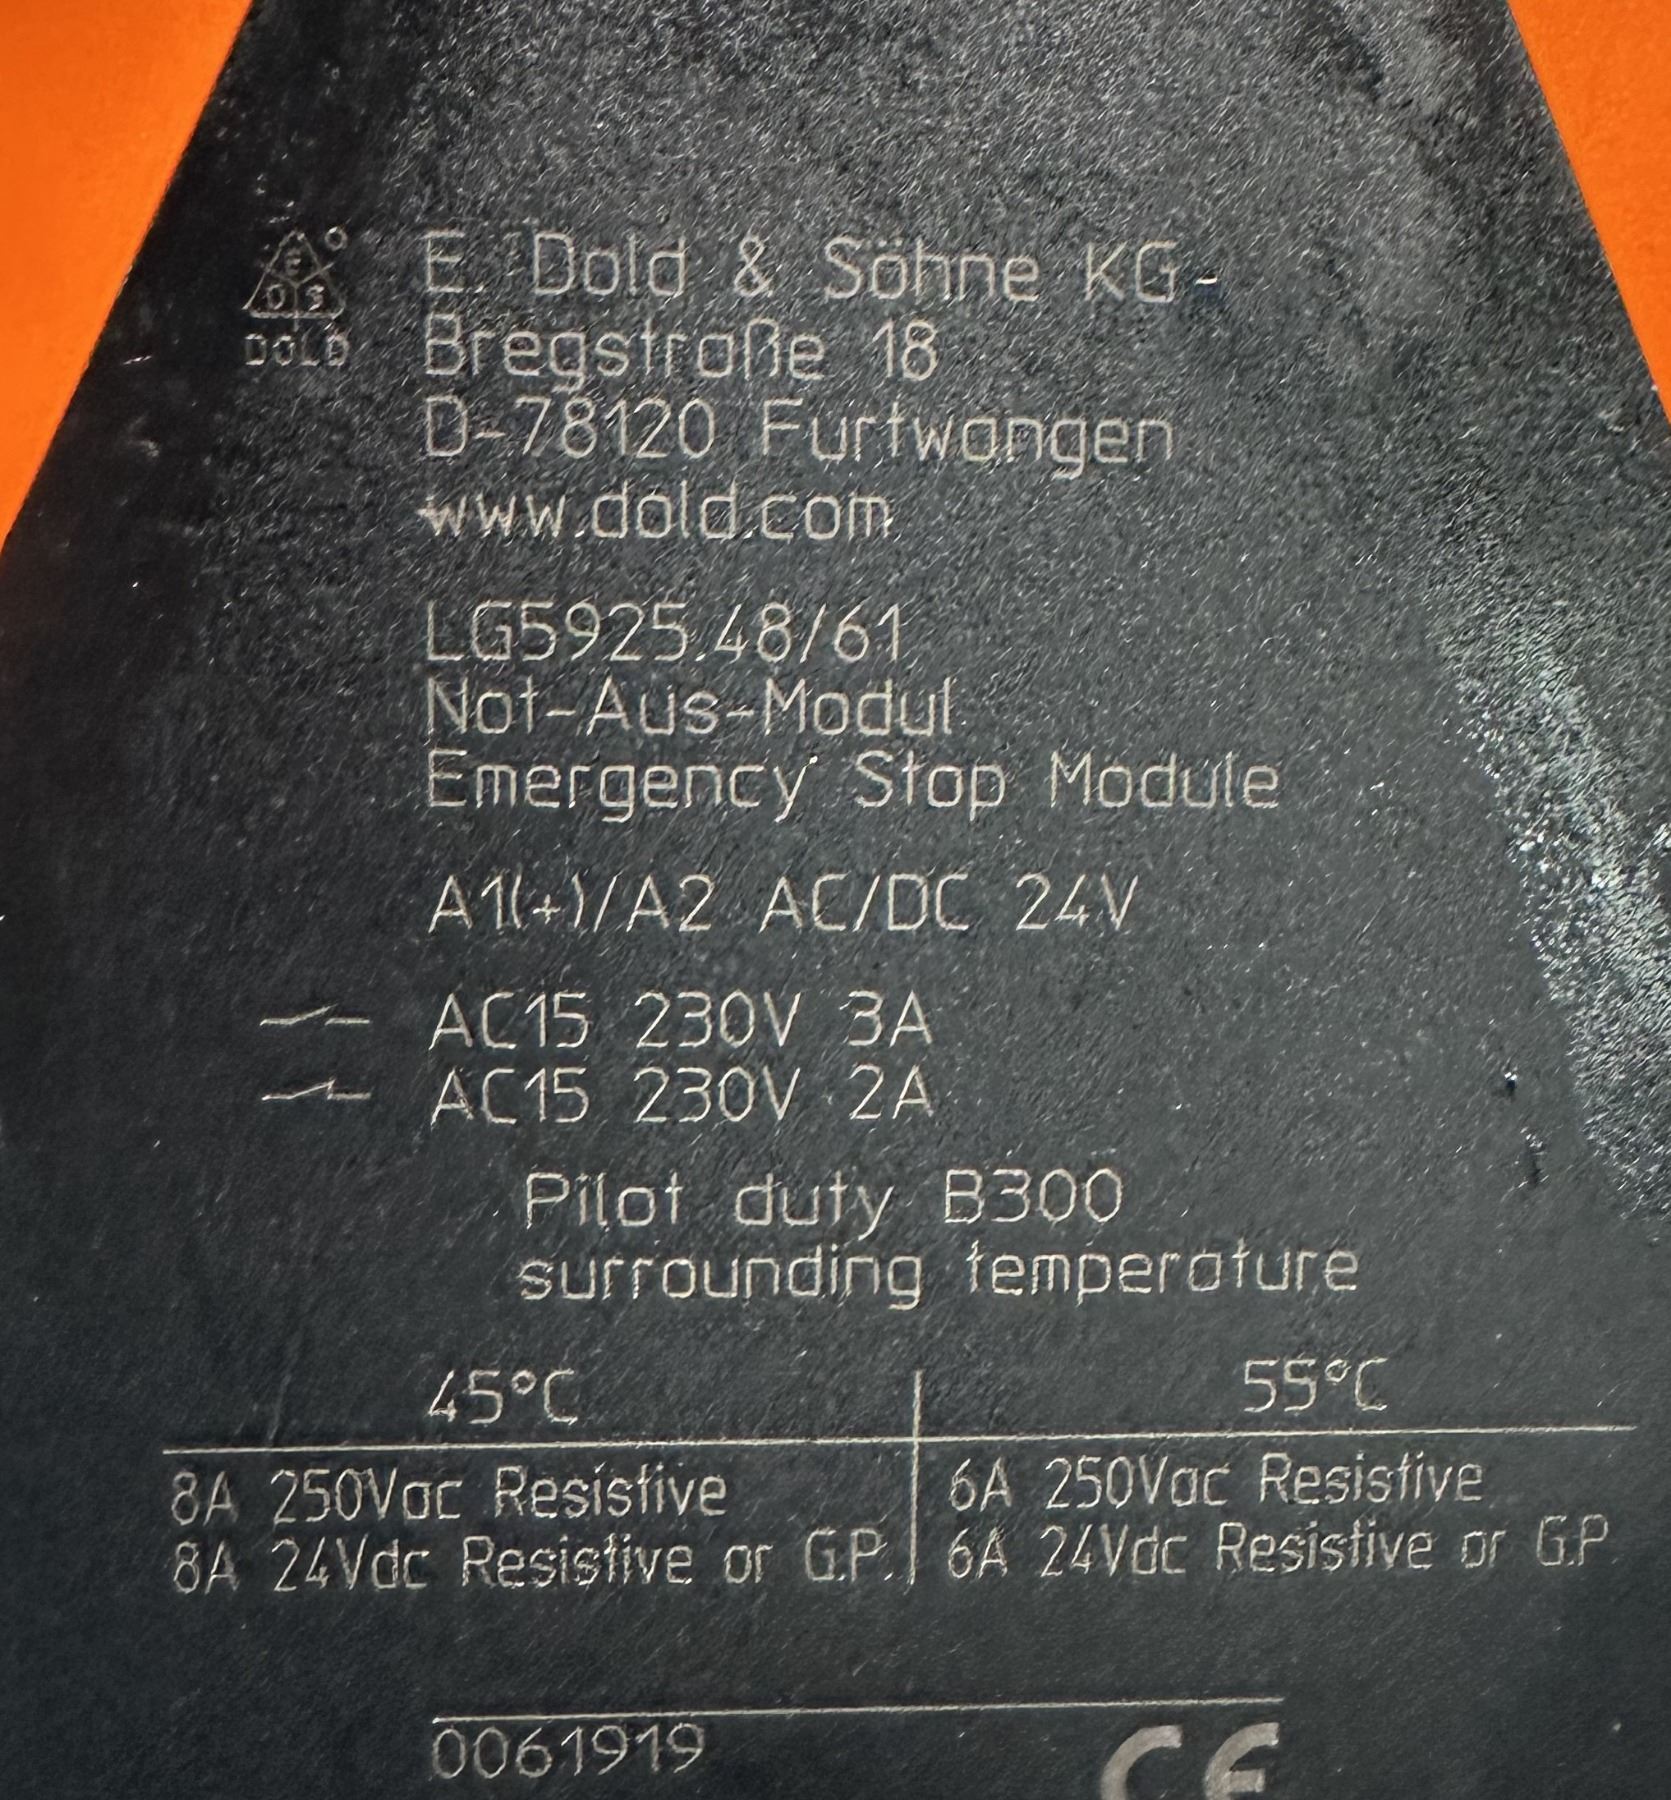 E. Dold & Söhne KG
DOLD
Bregstraße 18
D-78120 Furtwangen
www.dold.com
LG5925.48/61
Not-Aus-Modul
Emergency Stop Module
A1(+)/A2 AC/DC 24V
AC15 230V 3A
AC15 230V 2A
Pilot duty B300
surrounding temperature
45°C 55°C
8A 250Vac Resistive 6A 250Vac Resistive
8A 24Vdc Resistive or G.P. 6A 24Vdc Resistive or G.P.
0061919 CE